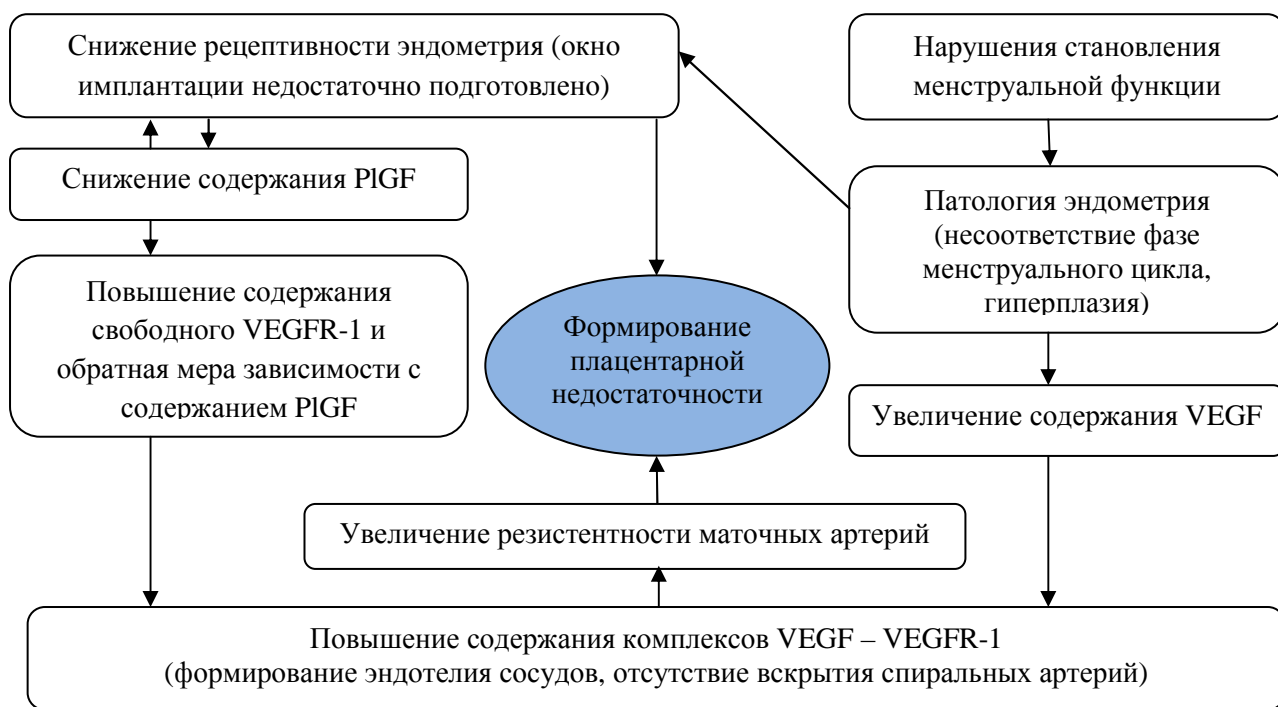 Снижение рецептивности эндометрия (окно
имплантации недостаточно подготовлено)
Нарушения становления
менструальной функции
Снижение содержания PlGF
Патология эндометрия
(несоответствие фазе
менструального цикла,
гиперплазия)
Повышение содержания
свободного VEGFR-1 и
обратная мера зависимости с
содержанием PlGF
Формирование
плацентарной
недостаточности
Увеличение содержания VEGF
Увеличение резистентности маточных артерий
Повышение содержания комплексов VEGF – VEGFR-1
(формирование эндотелия сосудов, отсутствие вскрытия спиральных артерий)